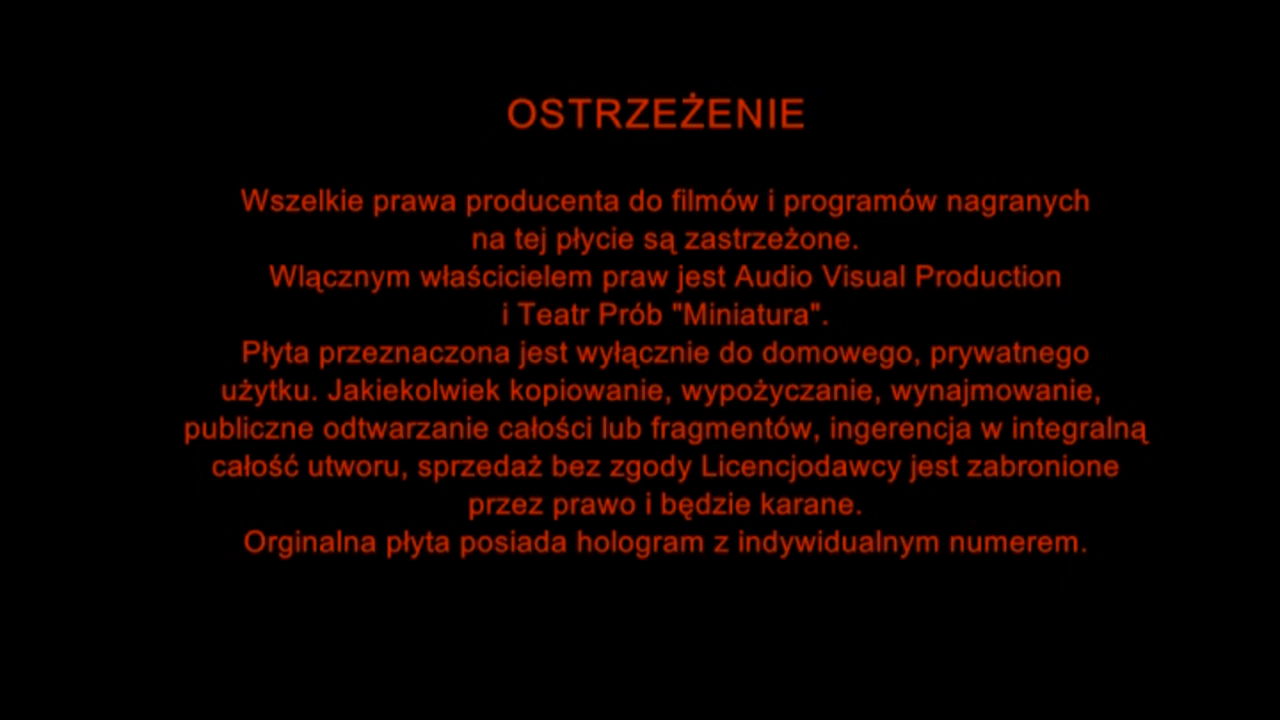 OSTRZEŻENIE
Wszelkie prawa producenta do filmów i programów nagranych
na tej płycie są zastrzeżone.
Wlącznym właścicielem praw jest Audio Visual Production
i Teatr Prób "Miniatura".
Płyta przeznaczona jest wyłącznie do domowego, prywatnego
użytku. Jakiekolwiek kopiowanie, wypożyczanie, wynajmowanie,
publiczne odtwarzanie całości lub fragmentów, ingerencja w integralną
całość utworu, sprzedaż bez zgody Licencjodawcy jest zabronione
przez prawo i będzie karane.
Orginalna płyta posiada hologram z indywidualnym numerem.